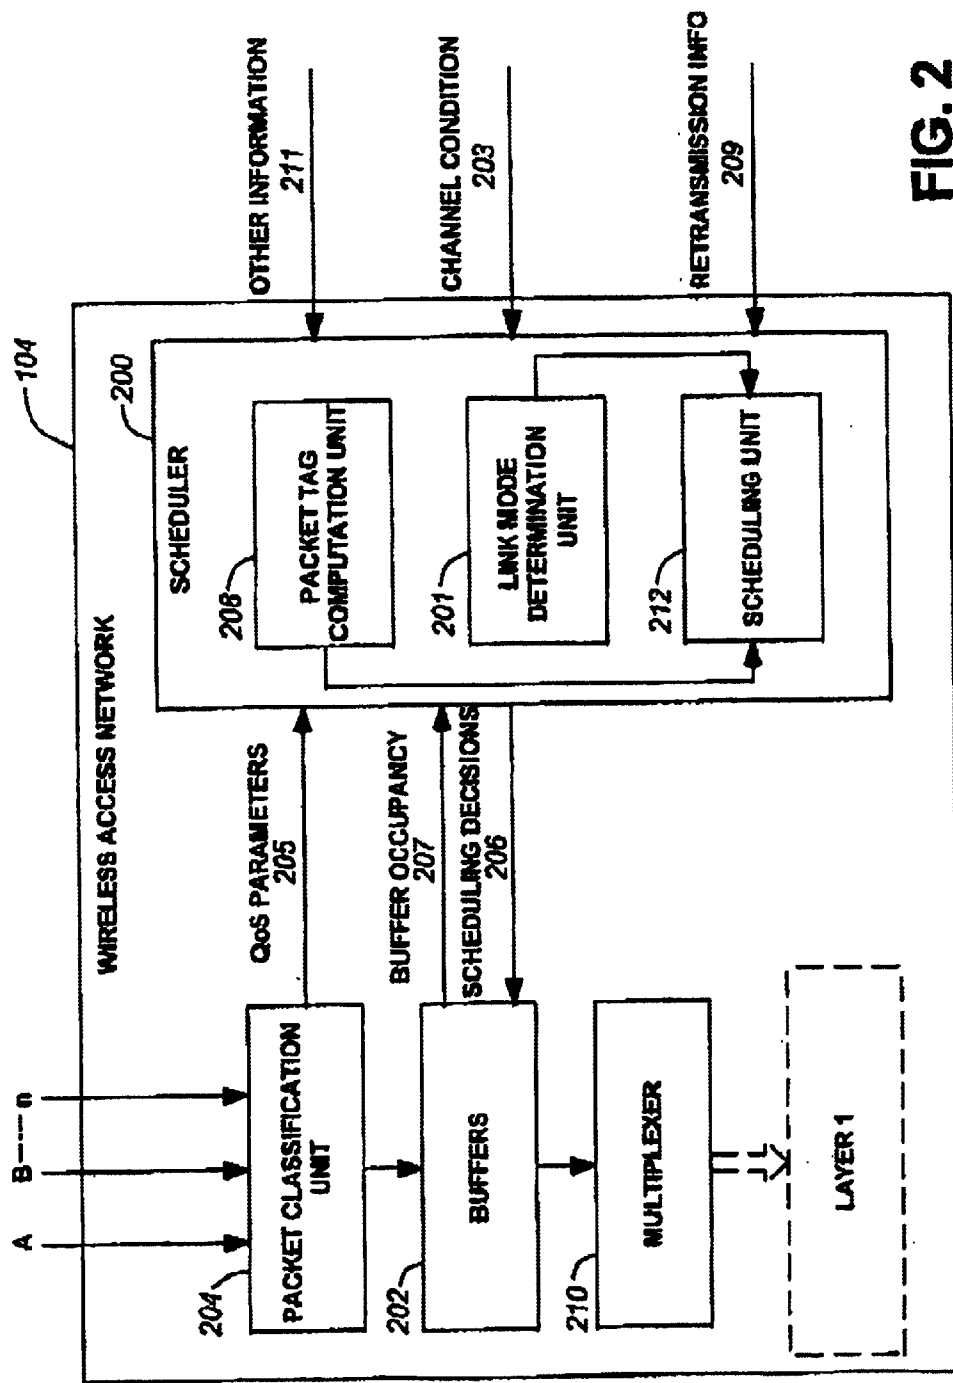 104
WIRELESS ACCESS NETWORK
200
SCHEDULER
A
B
n
204
PACKET CLASSIFICATION
UNIT
QoS PARAMETERS
205
208
PACKET TAG
COMPUTATION UNIT
OTHER INFORMATION
211
202
BUFFERS
BUFFER OCCUPANCY
207
SCHEDULING DECISIONS
206
201
LINK MODE
DETERMINATION
UNIT
CHANNEL CONDITION
203
210
MULTIPLEXER
212
SCHEDULING UNIT
RETRANSMISSION INFO
209
LAYER 1
FIG. 2